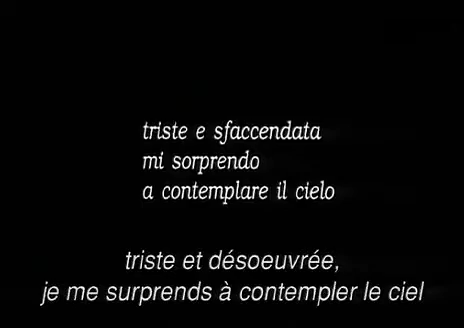 triste e sfaccendata
mi sorprendo
a contemplare il cielo
triste et désoeuvrée,
je me surprends à contempler le ciel